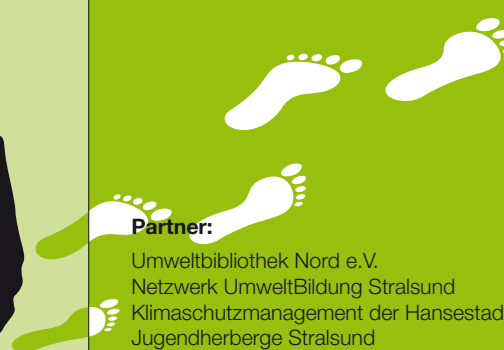 Partner:
Umweltbibliothek Nord e.V.
Netzwerk UmweltBildung Stralsund
Klimaschutzmanagement der Hansestad
Jugendherberge Stralsund